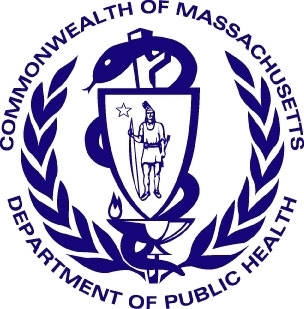 COMMONWEALTH OF MASSACHUSETTS
DEPARTMENT OF PUBLIC HEALTH